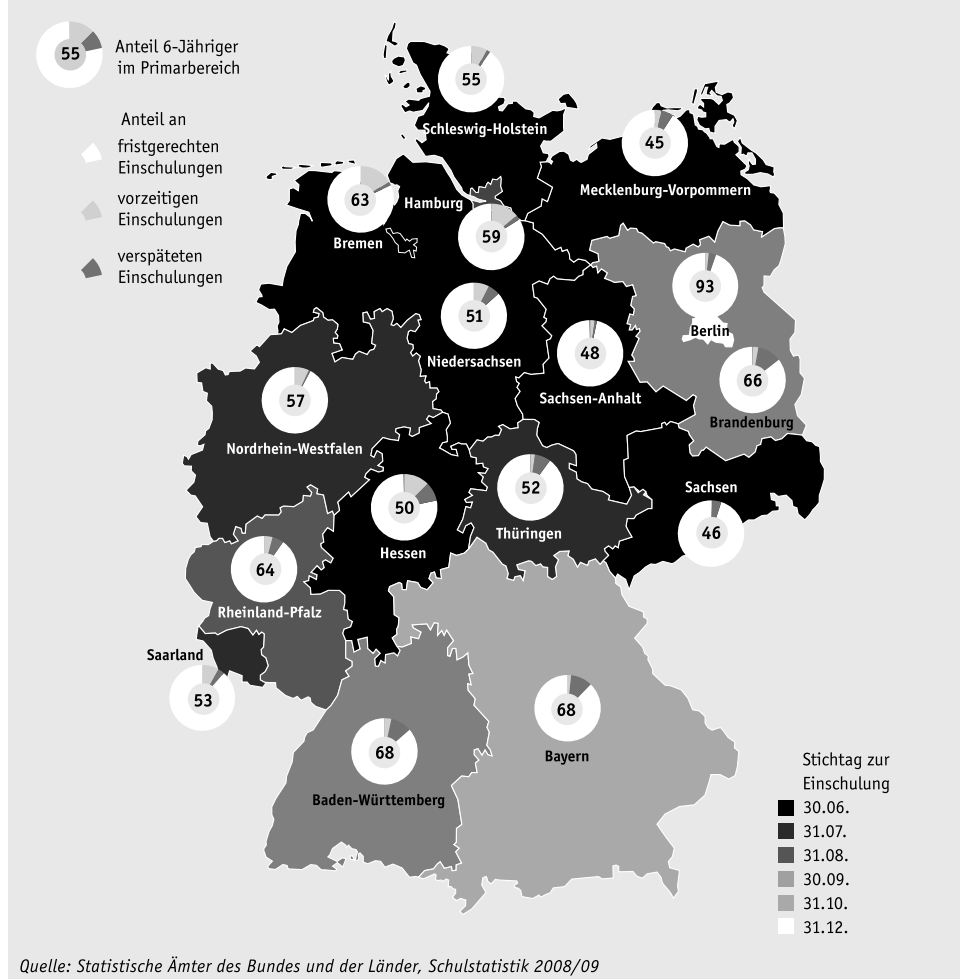 55
Anteil 6-Jähriger
im Primarbereich
Anteil an
fristgerechten
Einschulungen
vorzeitigen
Einschulungen
verspäteten
Einschulungen
55
Schleswig-Holstein
45
Mecklenburg-Vorpommern
63
Bremen
Hamburg
59
93
Berlin
51
Niedersachsen
48
Sachsen-Anhalt
66
Brandenburg
57
Nordrhein-Westfalen
50
Hessen
52
Thüringen
Sachsen
46
64
Rheinland-Pfalz
Saarland
53
68
Bayern
68
Baden-Württemberg
Stichtag zur
Einschulung
30.06.
31.07.
31.08.
30.09.
31.10.
31.12.
Quelle: Statistische Ämter des Bundes und der Länder, Schulstatistik 2008/09